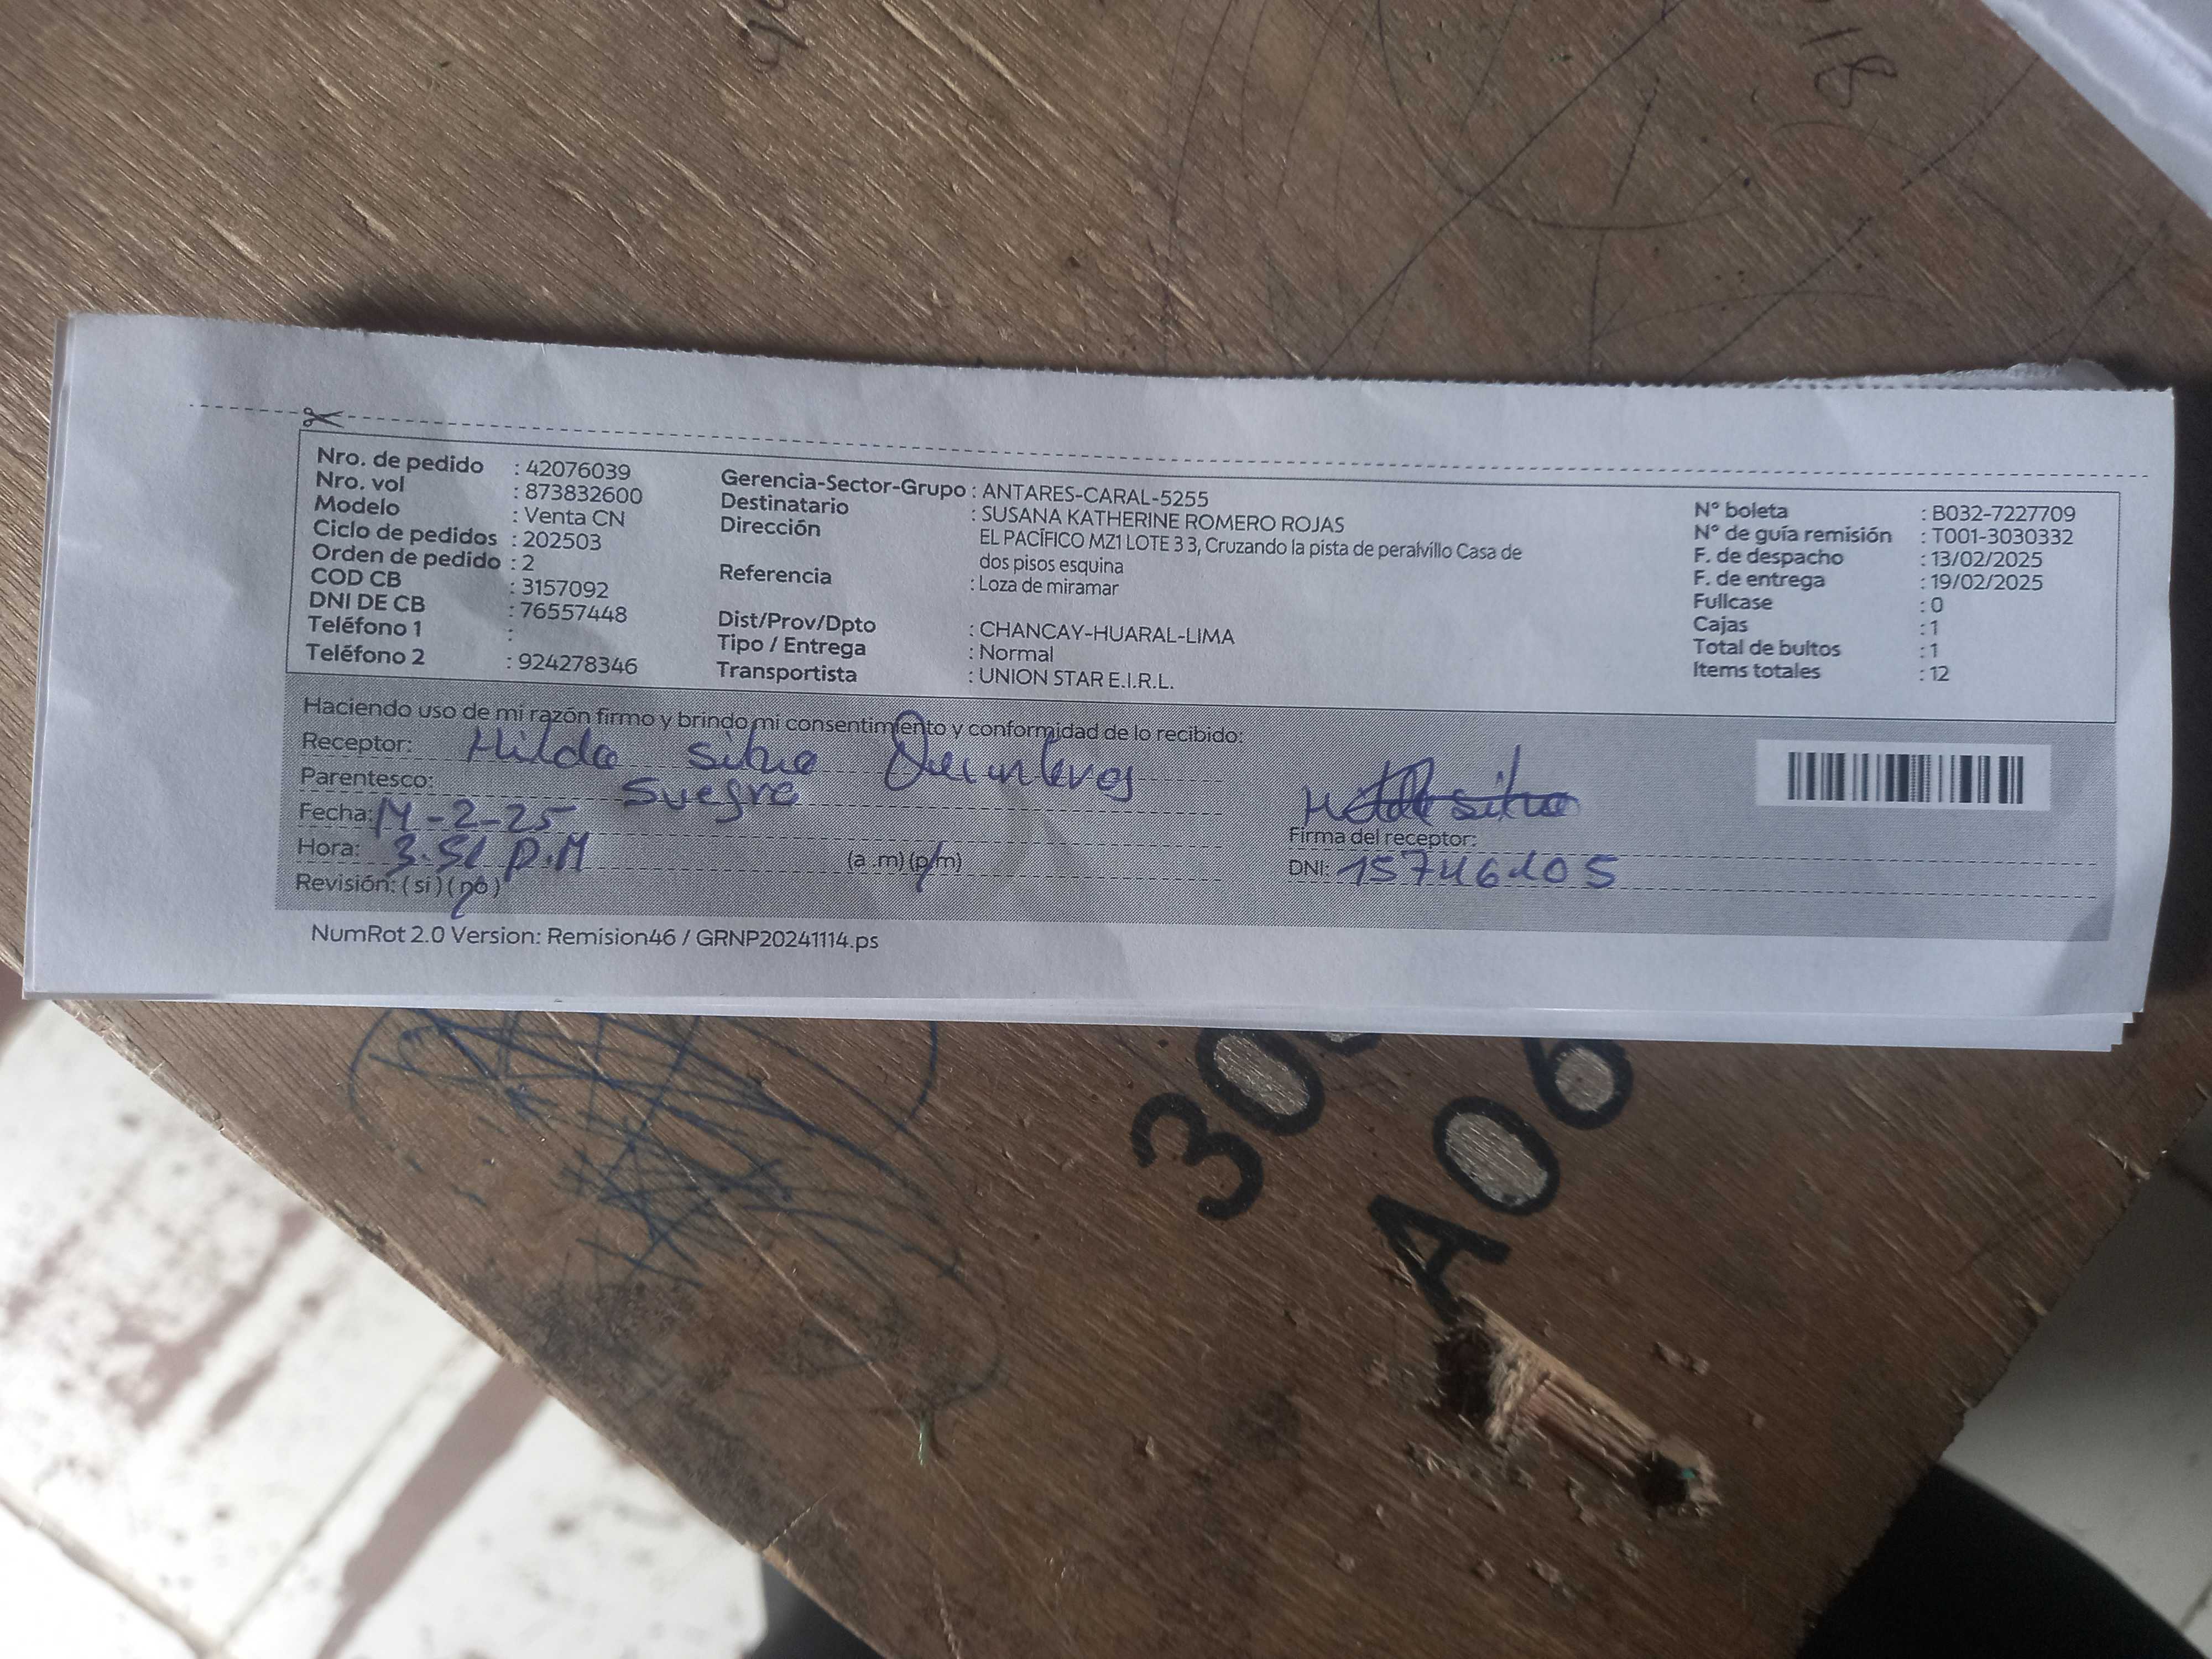 Nro. de pedido : 42076039
Nro. vol : 873832600
Modelo : Venta CN
Ciclo de pedidos : 202503
Orden de pedido : 2
COD CB : 3157092
DNI DE CB : 76557448
Teléfono 1 :
Teléfono 2 : 924278346
Gerencia-Sector-Grupo : ANTARES-CARAL-5255
Destinatario : SUSANA KATHERINE ROMERO ROJAS
Dirección EL PACÍFICO MZ1 LOTE 3 3, Cruzando la pista de peralvillo Casa de
dos pisos esquina
Referencia : Loza de miramar
Dist/Prov/Dpto : CHANCAY-HUARAL-LIMA
Tipo / Entrega : Normal
Transportista : UNION STAR E.I.R.L.
N° boleta : B032-7227709
N° de guía remisión : T001-3030332
F. de despacho : 13/02/2025
F. de entrega : 19/02/2025
Fullcase : 0
Cajas : 1
Total de bultos : 1
Items totales : 12
Haciendo uso de mi razón firmo y brindo mi consentimiento y conformidad de lo recibido:
Receptor: Hilda silva Quinteros
Parentesco: Suegra
Fecha: -2-25
Hora: 3.51 P.M (a .m) (p/m)
Revisión: ( si ) ( no )
Hilda silva
Firma del receptor:
DNI: 15746105
NumRot 2.0 Version: Remision46 / GRNP20241114.ps
18
30
A06